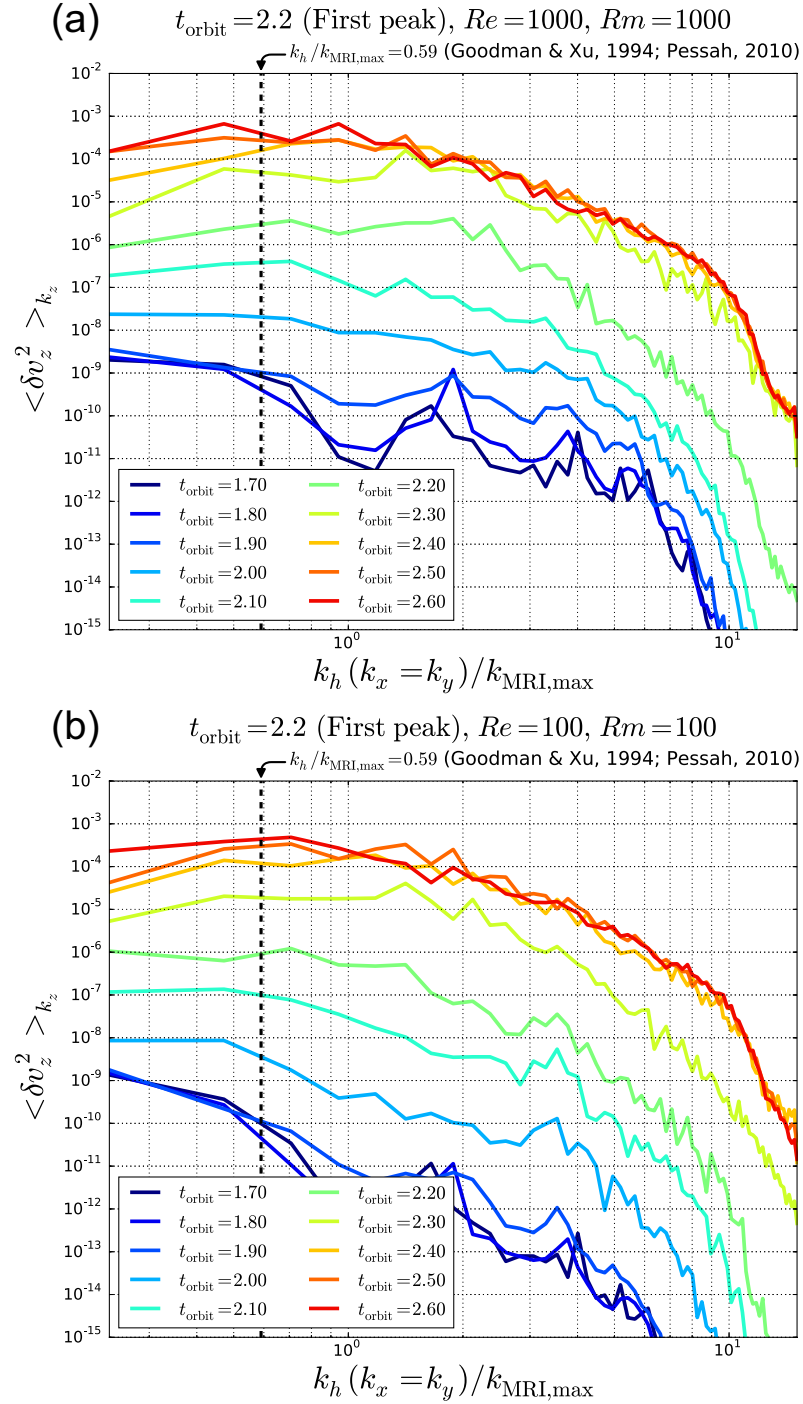 (a)
t_orbit=2.2 (First peak), Re=1000, Rm=1000
k_h/k_MRI,max=0.59 (Goodman & Xu, 1994; Pessah, 2010)
10^-2
10^-3
10^-4
10^-5
10^-6
10^-7
10^-8
10^-9
10^-10
10^-11
10^-12
10^-13
10^-14
10^-15
<δv_z^2>_k_z
t_orbit=1.70
t_orbit=1.80
t_orbit=1.90
t_orbit=2.00
t_orbit=2.10
t_orbit=2.20
t_orbit=2.30
t_orbit=2.40
t_orbit=2.50
t_orbit=2.60
10^0 10^1
k_h(k_x=k_y)/k_MRI,max
(b)
t_orbit=2.2 (First peak), Re=100, Rm=100
k_h/k_MRI,max=0.59 (Goodman & Xu, 1994; Pessah, 2010)
10^-2
10^-3
10^-4
10^-5
10^-6
10^-7
10^-8
10^-9
10^-10
10^-11
10^-12
10^-13
10^-14
10^-15
<δv_z^2>_k_z
t_orbit=1.70
t_orbit=1.80
t_orbit=1.90
t_orbit=2.00
t_orbit=2.10
t_orbit=2.20
t_orbit=2.30
t_orbit=2.40
t_orbit=2.50
t_orbit=2.60
10^0 10^1
k_h(k_x=k_y)/k_MRI,max